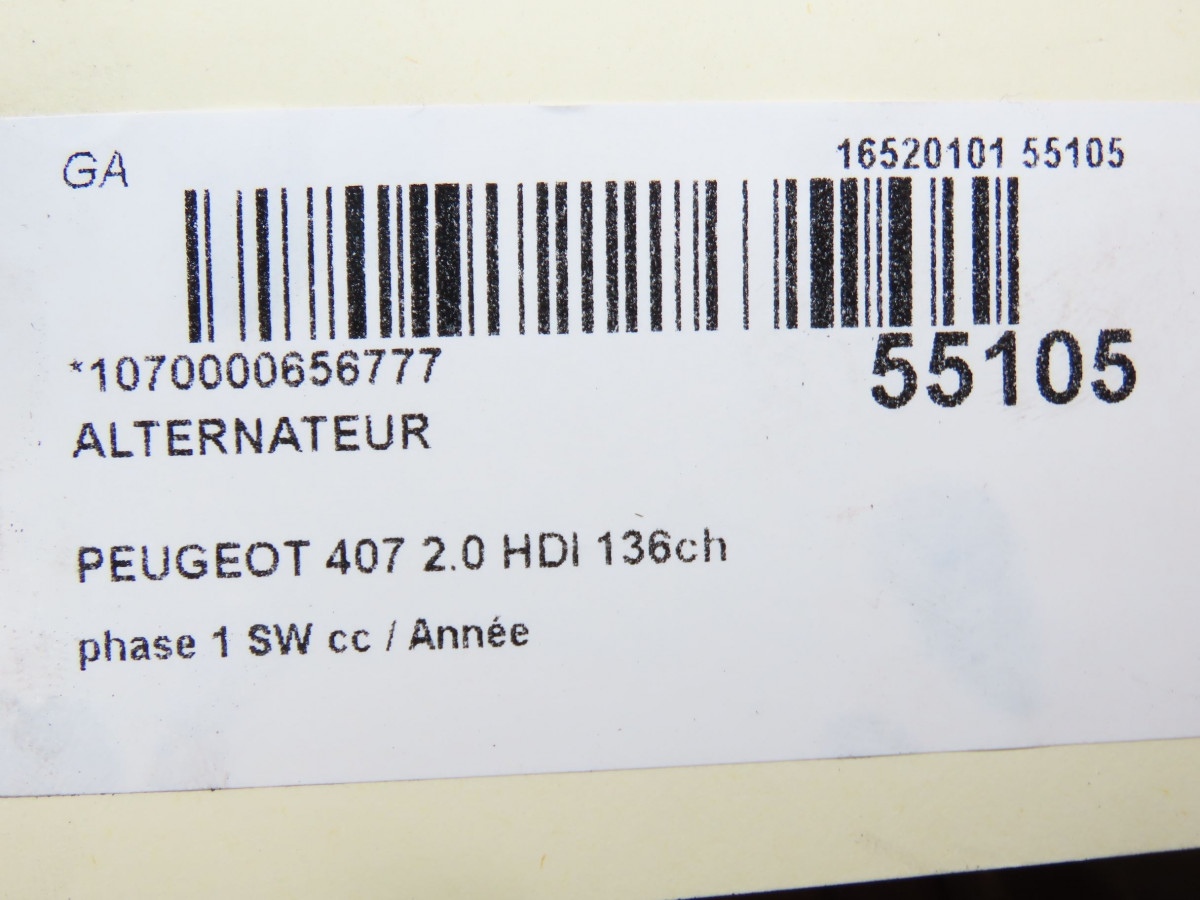 GA
16520101 55105
*1070000656777
55105
ALTERNATEUR
PEUGEOT 407 2.0 HDI 136ch
phase 1 SW cc / Année